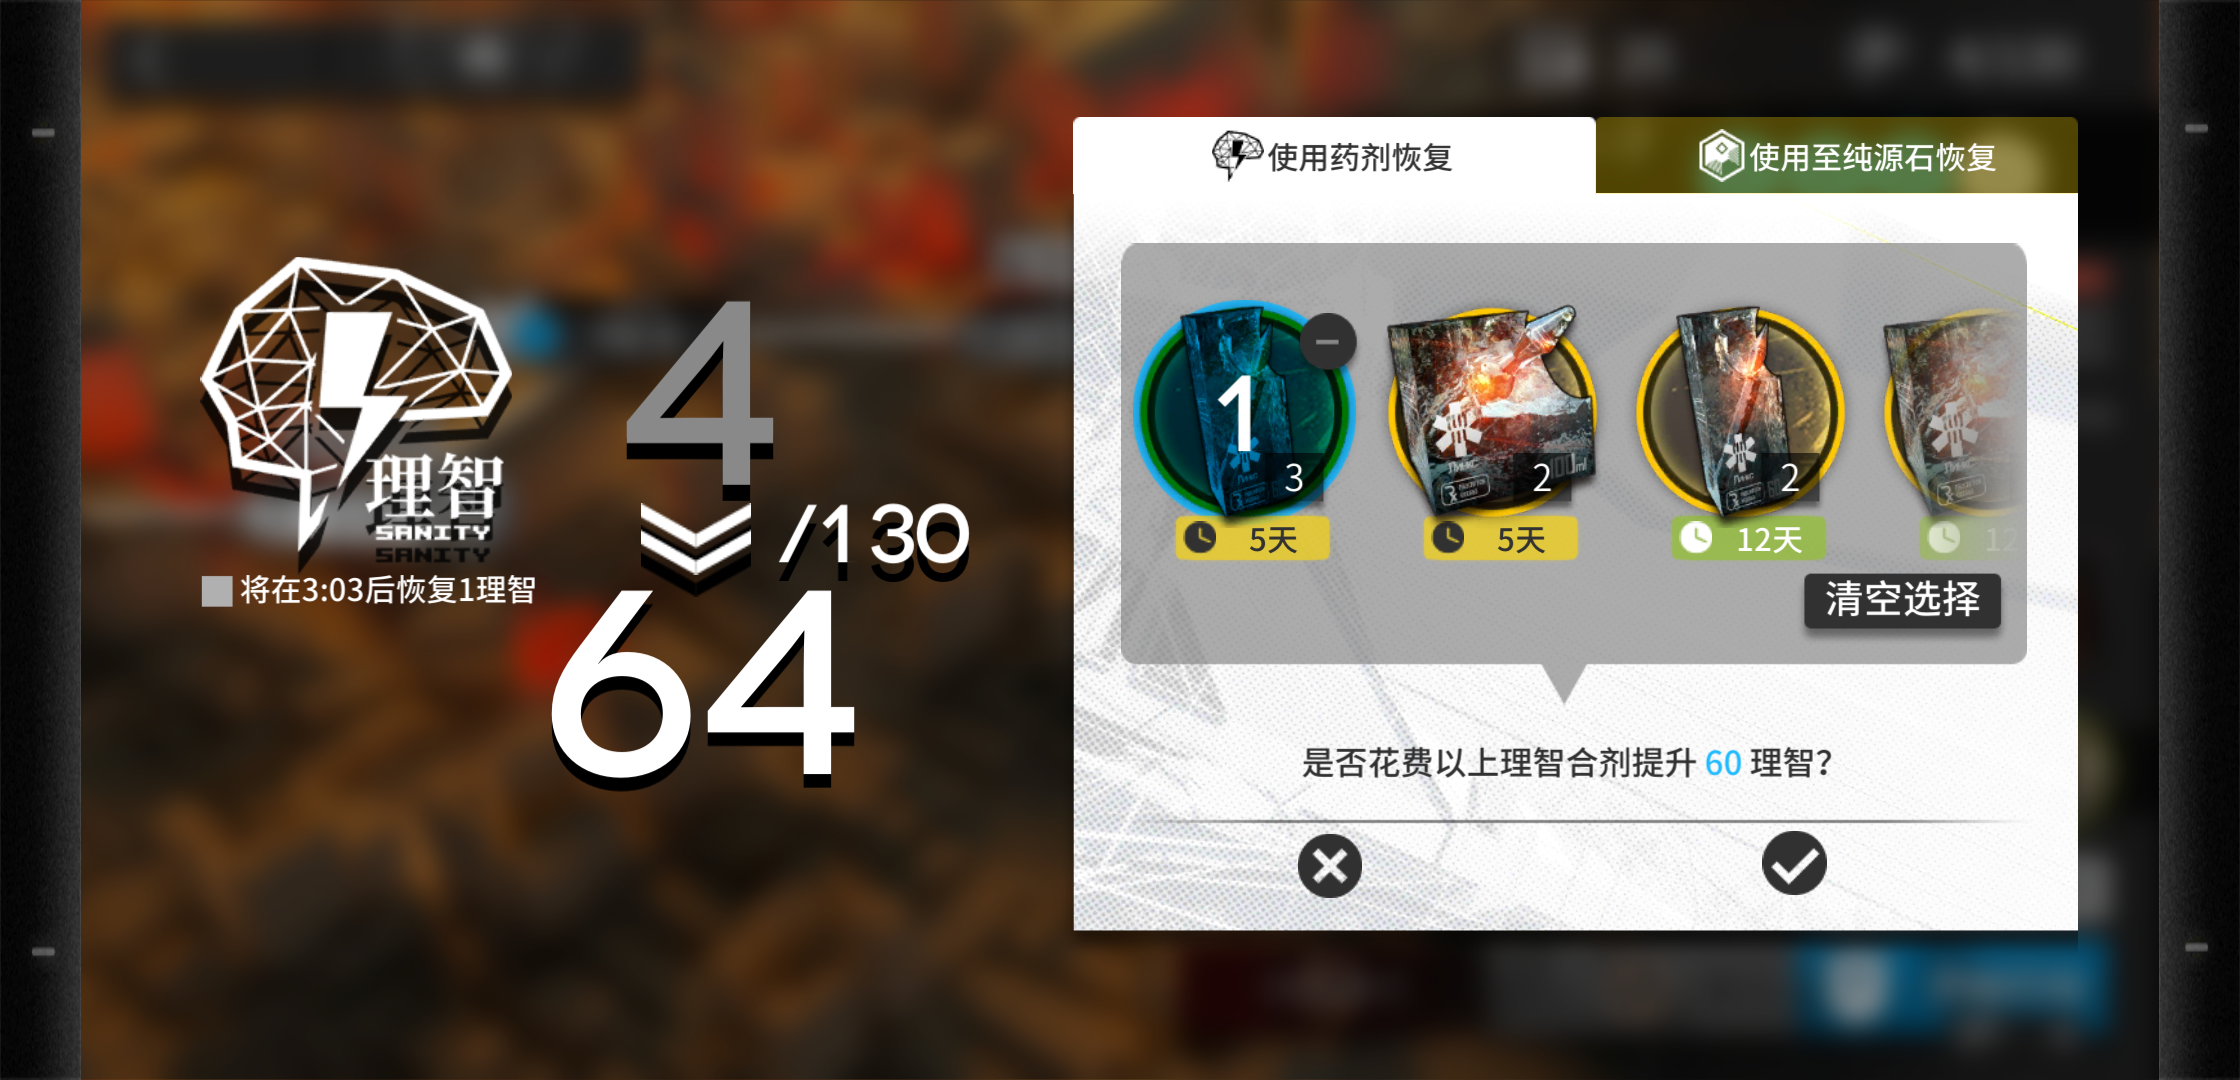 使用药剂恢复
使用至纯源石恢复
理智
SANITY
将在3:03后恢复1理智
4
/130
64
1
3
2
2
5天
5天
12天
12
清空选择
是否花费以上理智合剂提升 60 理智?